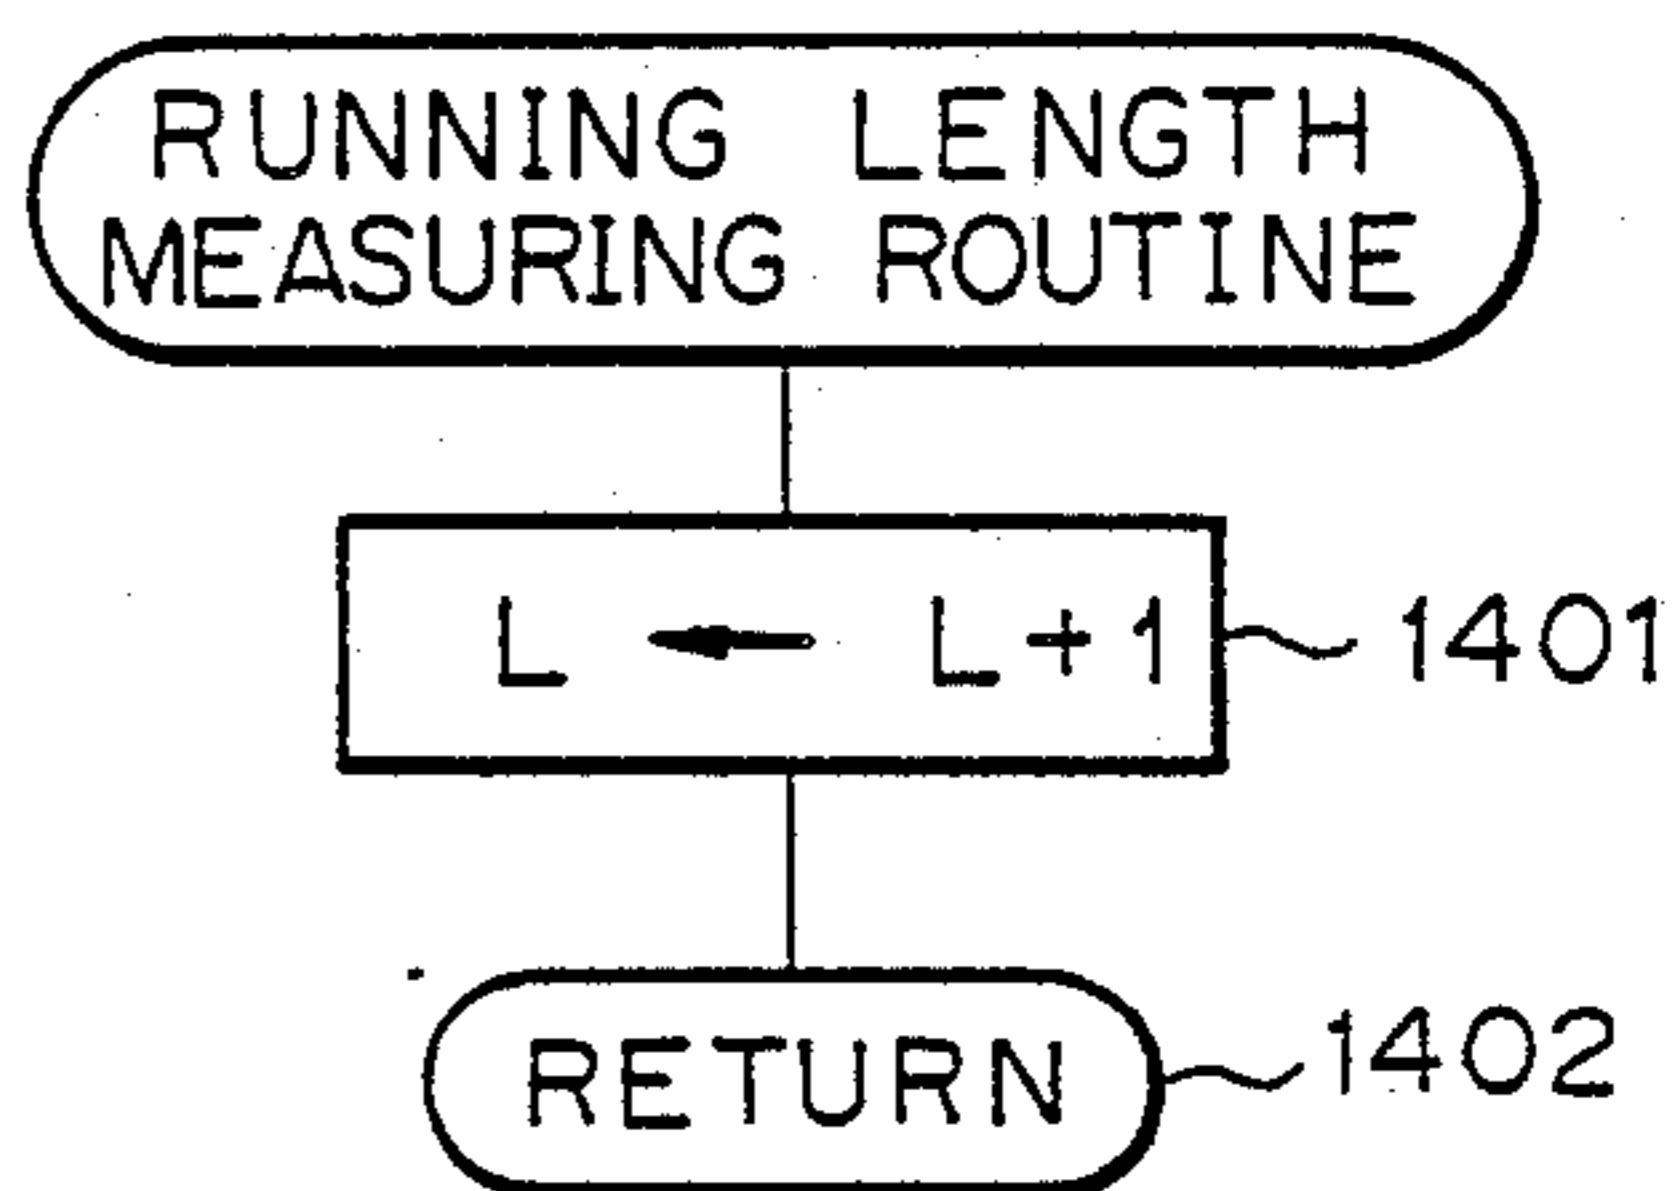 RUNNING LENGTH
MEASURING ROUTINE
L ← L+1
1401
RETURN
1402